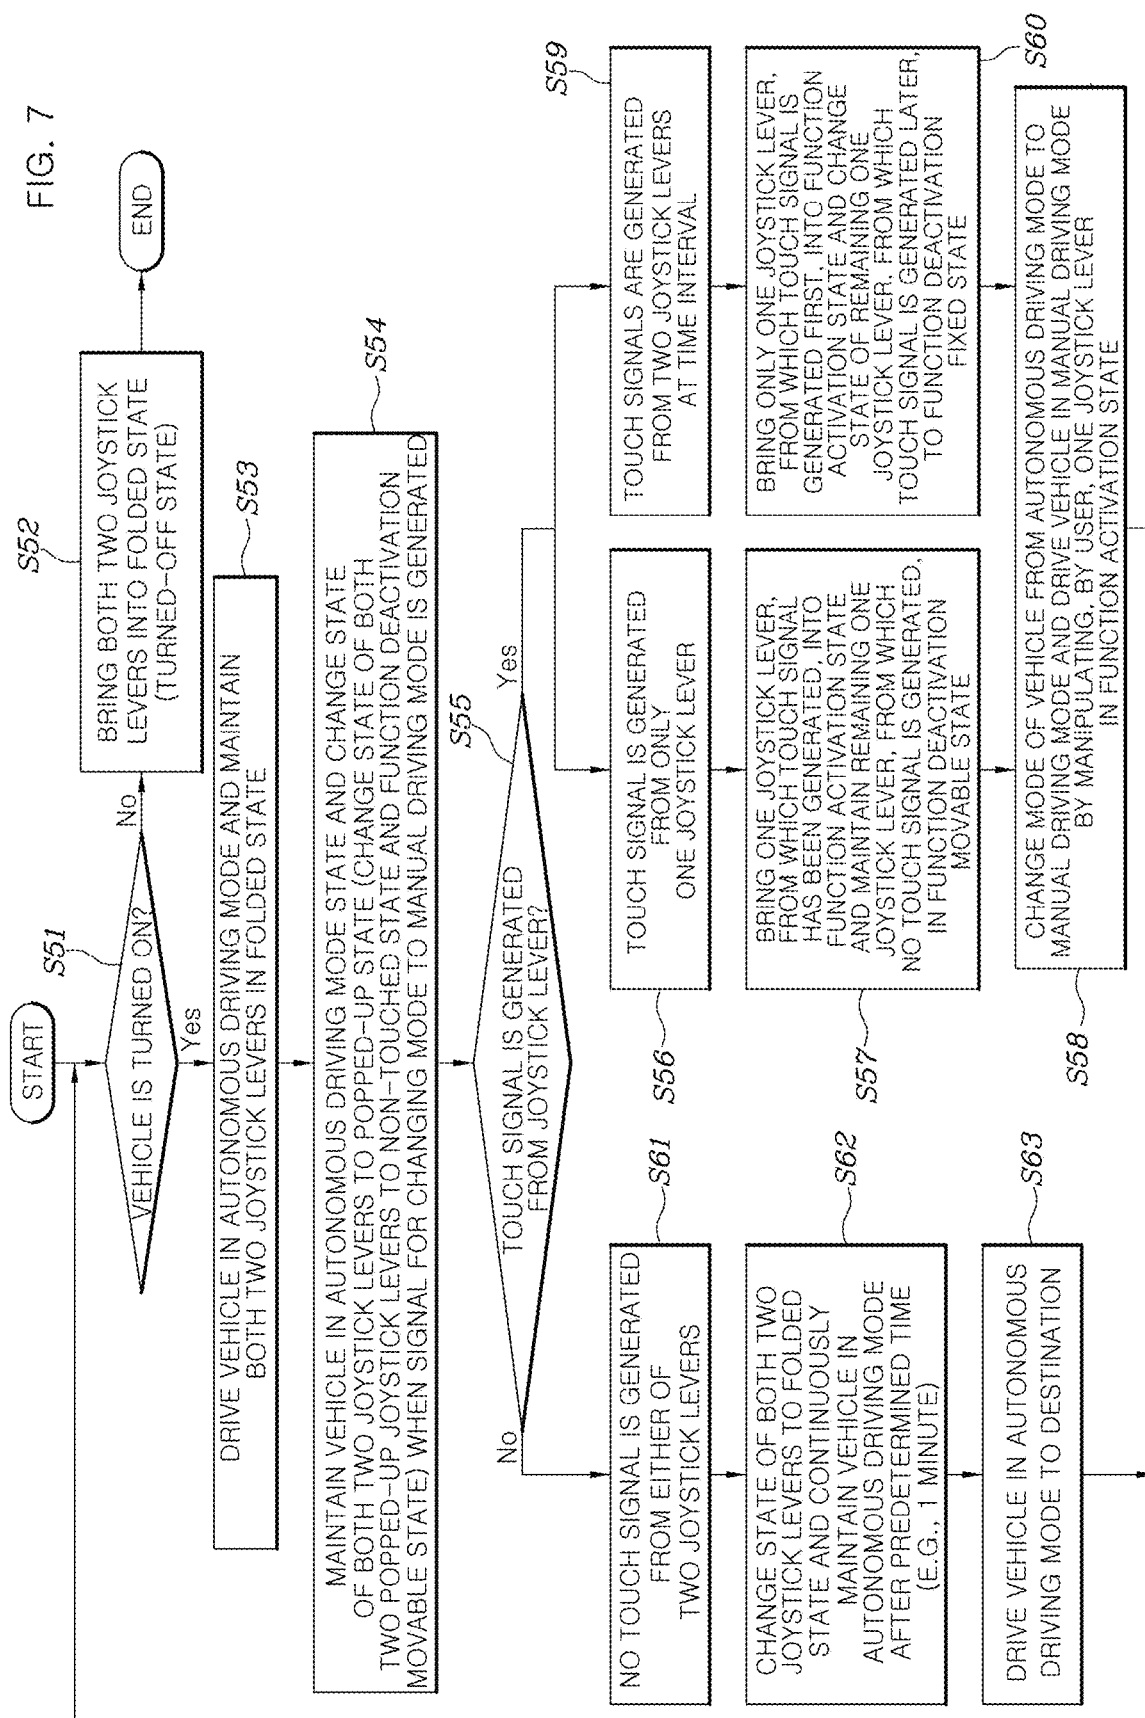 FIG. 7
START
VEHICLE IS TURNED ON?
S51
No
Yes
BRING BOTH TWO JOYSTICK
LEVERS INTO FOLDED STATE
(TURNED-OFF STATE)
S52
END
DRIVE VEHICLE IN AUTONOMOUS DRIVING MODE AND MAINTAIN
BOTH TWO JOYSTICK LEVERS IN FOLDED STATE
S53
MAINTAIN VEHICLE IN AUTONOMOUS DRIVING MODE STATE AND CHANGE STATE
OF BOTH TWO JOYSTICK LEVERS TO POPPED-UP STATE (CHANGE STATE OF BOTH
TWO POPPED-UP JOYSTICK LEVERS TO NON-TOUCHED STATE AND FUNCTION DEACTIVATION
MOVABLE STATE) WHEN SIGNAL FOR CHANGING MODE TO MANUAL DRIVING MODE IS GENERATED
S54
TOUCH SIGNAL IS GENERATED
FROM JOYSTICK LEVER?
S55
No
Yes
NO TOUCH SIGNAL IS GENERATED
FROM EITHER OF
TWO JOYSTICK LEVERS
S61
TOUCH SIGNAL IS GENERATED
FROM ONLY
ONE JOYSTICK LEVER
S56
TOUCH SIGNALS ARE GENERATED
FROM TWO JOYSTICK LEVERS
AT TIME INTERVAL
S59
CHANGE STATE OF BOTH TWO
JOYSTICK LEVERS TO FOLDED
STATE AND CONTINUOUSLY
MAINTAIN VEHICLE IN
AUTONOMOUS DRIVING MODE
AFTER PREDETERMINED TIME
(E.G., 1 MINUTE)
S62
BRING ONE JOYSTICK LEVER,
FROM WHICH TOUCH SIGNAL
HAS BEEN GENERATED, INTO
FUNCTION ACTIVATION STATE
AND MAINTAIN REMAINING ONE
JOYSTICK LEVER, FROM WHICH
NO TOUCH SIGNAL IS GENERATED,
IN FUNCTION DEACTIVATION
MOVABLE STATE
S57
BRING ONLY ONE JOYSTICK LEVER,
FROM WHICH TOUCH SIGNAL IS
GENERATED FIRST, INTO FUNCTION
ACTIVATION STATE AND CHANGE
STATE OF REMAINING ONE
JOYSTICK LEVER, FROM WHICH
TOUCH SIGNAL IS GENERATED LATER,
TO FUNCTION DEACTIVATION
FIXED STATE
S60
DRIVE VEHICLE IN AUTONOMOUS
DRIVING MODE TO DESTINATION
S63
CHANGE MODE OF VEHICLE FROM AUTONOMOUS DRIVING MODE TO
MANUAL DRIVING MODE AND DRIVE VEHICLE IN MANUAL DRIVING MODE
BY MANIPULATING, BY USER, ONE JOYSTICK LEVER
IN FUNCTION ACTIVATION STATE
S58